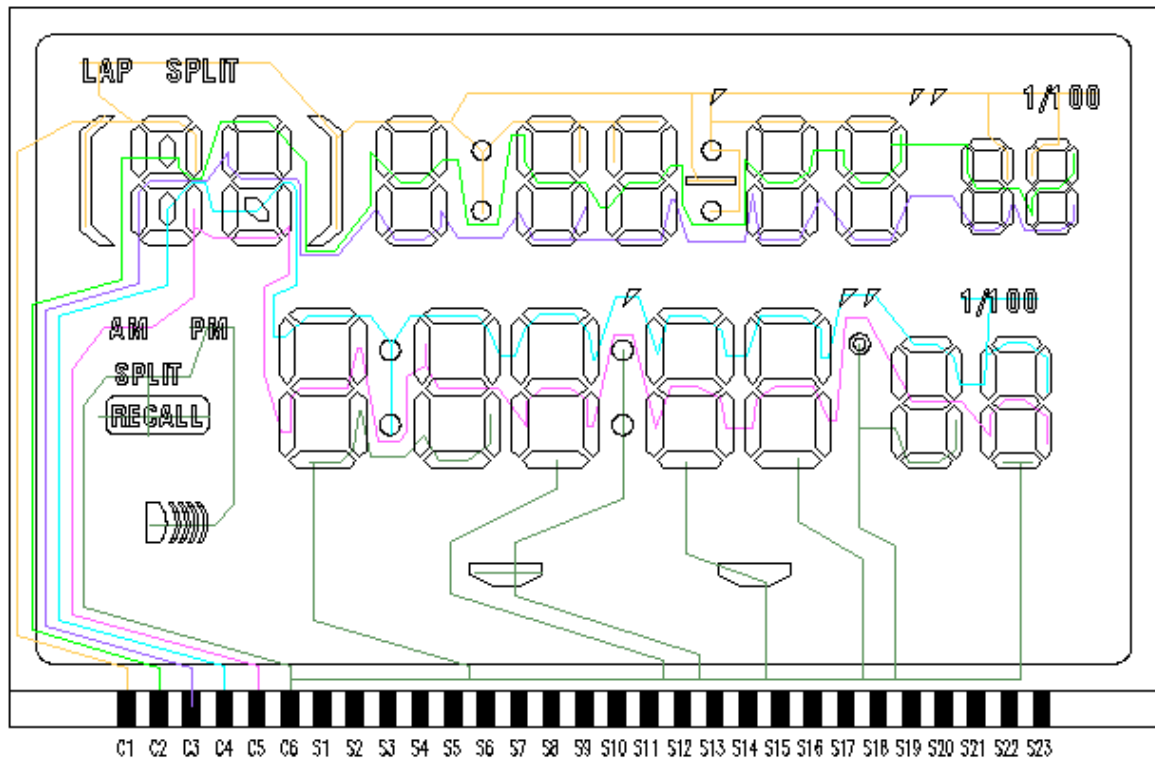 LAP SPLIT
1/100
1/100
AM PM
SPLIT
RECALL
C1 C2 C3 C4 C5 C6 S1 S2 S3 S4 S5 S6 S7 S8 S9 S10 S11 S12 S13 S14 S15 S16 S17 S18 S19 S20 S21 S22 S23